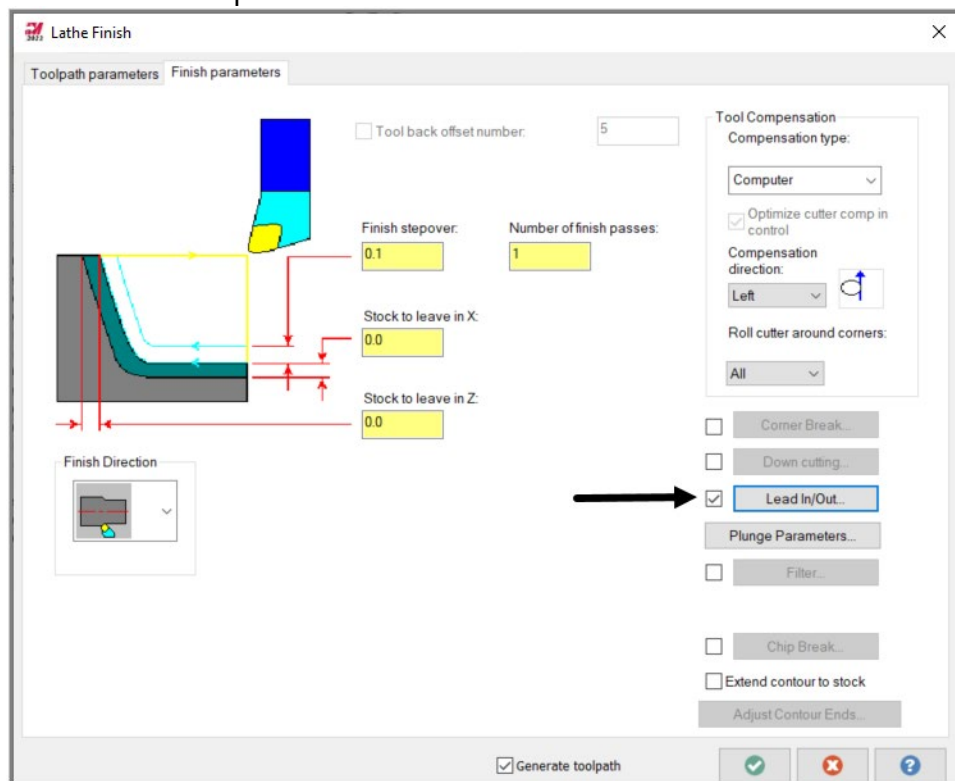 Lathe Finish
Toolpath parameters
Finish parameters
Tool back offset number:
5
Finish stepover:
0.1
Number of finish passes:
1
Stock to leave in X:
0.0
Stock to leave in Z:
0.0
Finish Direction
Tool Compensation
Compensation type:
Computer
Optimize cutter comp in
control
Compensation
direction:
Left
Roll cutter around corners:
All
Corner Break...
Down cutting...
Lead In/Out...
Plunge Parameters...
Filter...
Chip Break...
Extend contour to stock
Adjust Contour Ends...
Generate toolpath